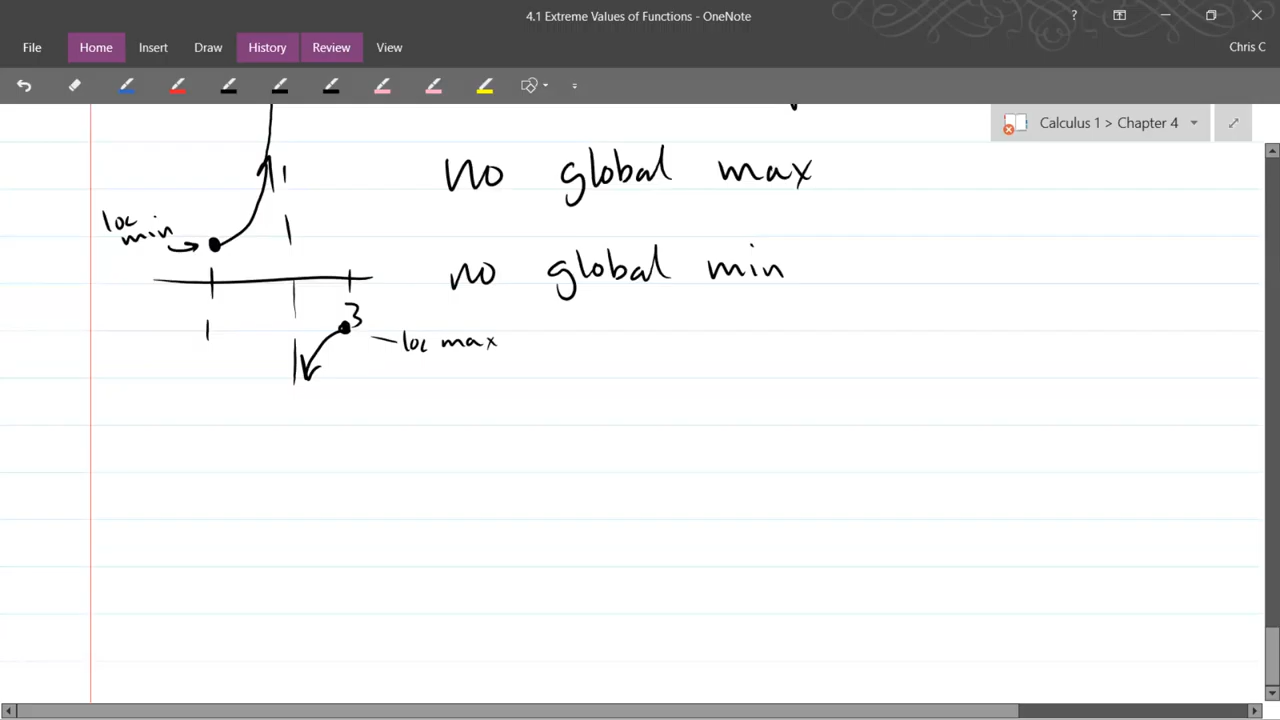 4.1 Extreme Values of Functions - OneNote
?
File
Home
Insert
Draw
History
Review
View
Chris C
Calculus 1 > Chapter 4
no global max
loc
min
no global min
1
3
loc max